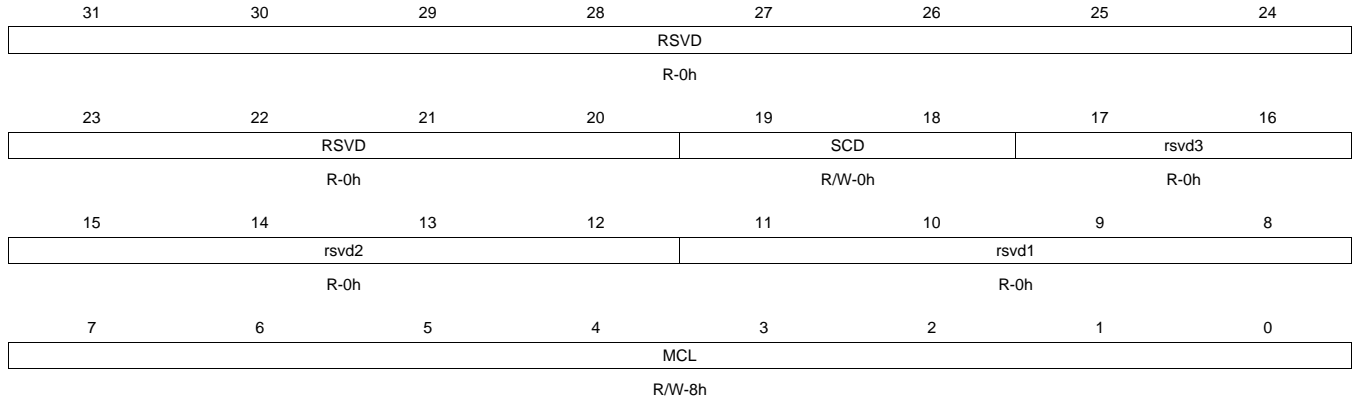 31 30 29 28 27 26 25 24
RSVD
R-0h
23 22 21 20 19 18 17 16
RSVD SCD rsvd3
R-0h R/W-0h R-0h
15 14 13 12 11 10 9 8
rsvd2 rsvd1
R-0h R-0h
7 6 5 4 3 2 1 0
MCL
R/W-8h